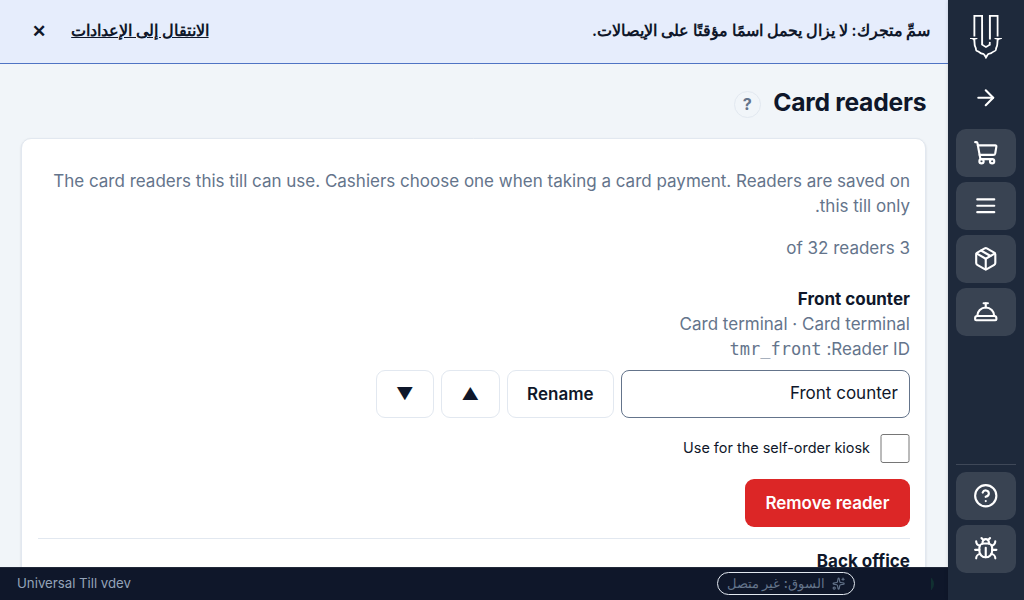 سمِّ متجرك: لا يزال يحمل اسمًا مؤقتًا على الإيصالات.
الانتقال إلى الإعدادات ✕
Card readers ?
The card readers this till can use. Cashiers choose one when taking a card payment. Readers are saved on
this till only.
3 of 32 readers
Front counter
Card terminal · Card terminal
Reader ID: tmr_front
Front counter
Rename ▲ ▼
Use for the self-order kiosk
Remove reader
Back office
السوق: غير متصل
Universal Till vdev